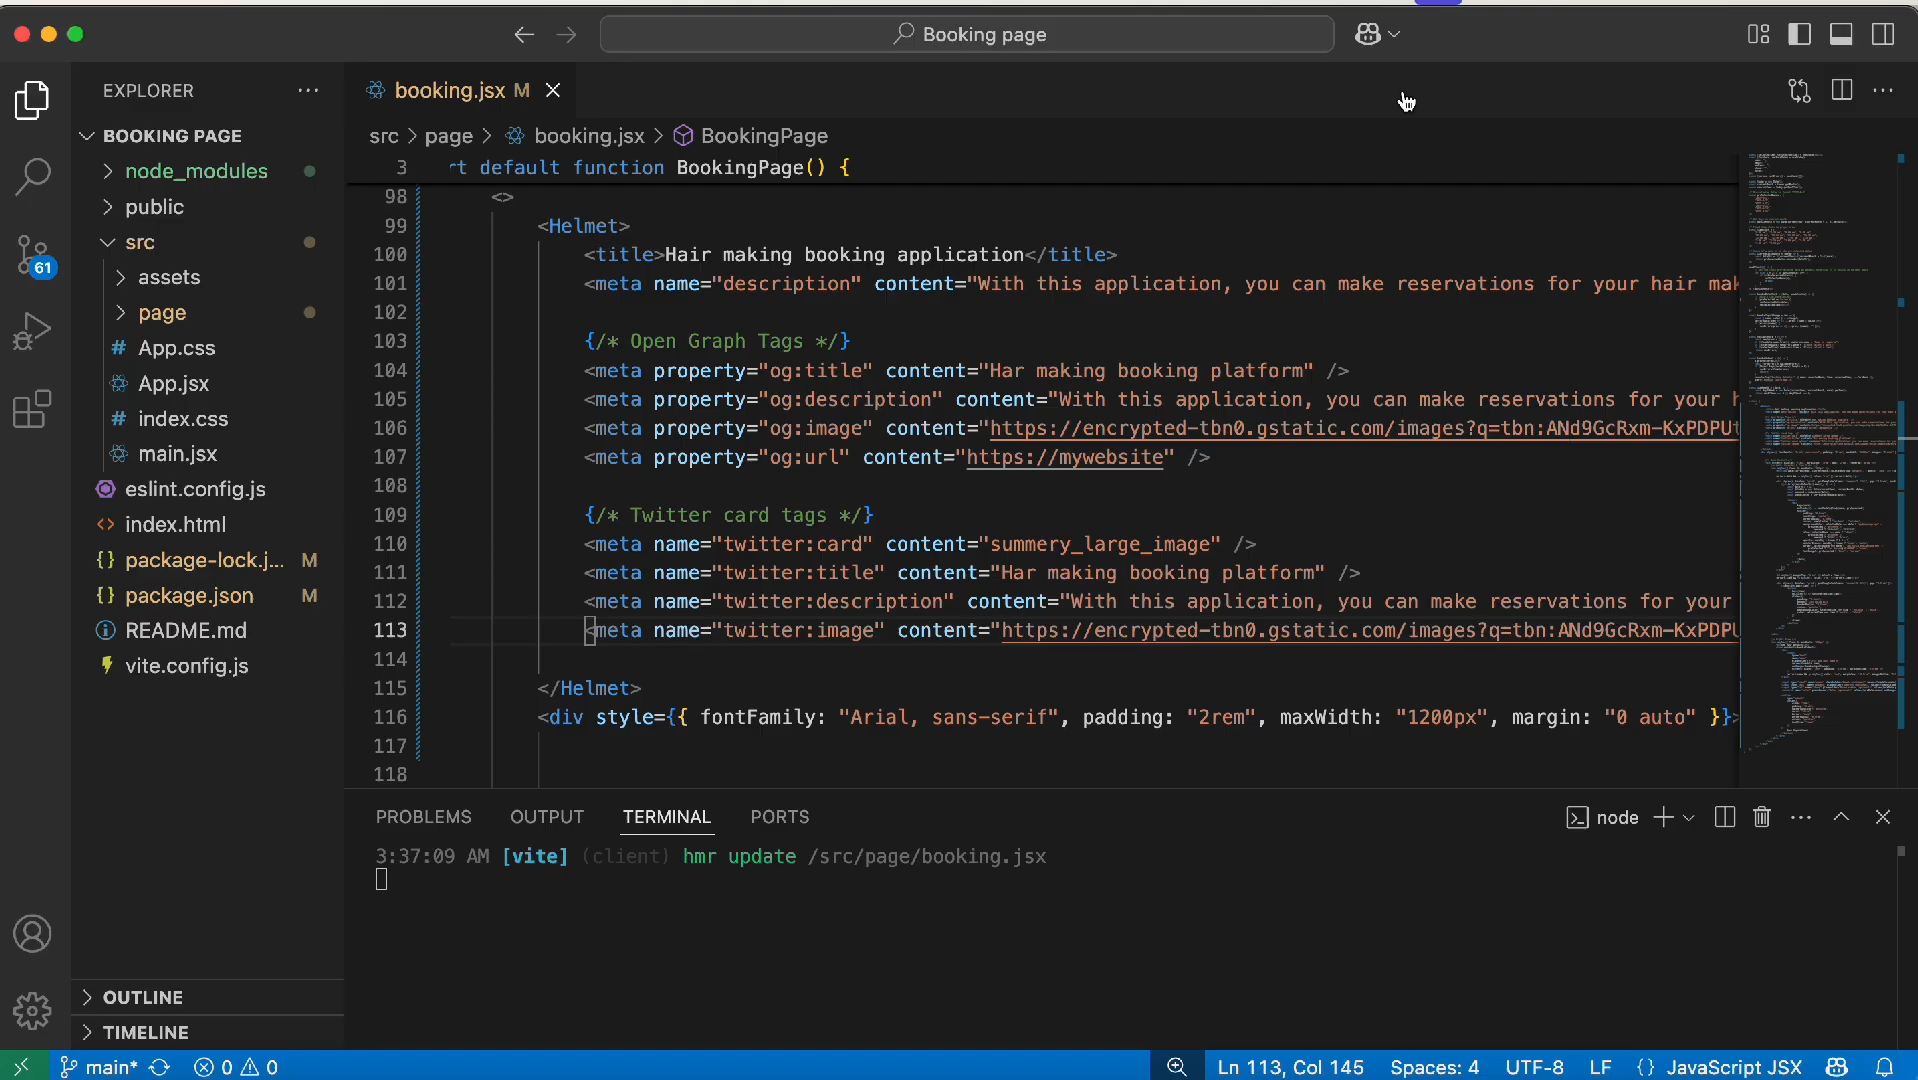 Booking page
EXPLORER
booking.jsx M
BOOKING PAGE
src > page > booking.jsx > BookingPage
node_modules
public
src
assets
page
App.css
App.jsx
index.css
main.jsx
eslint.config.js
index.html
package-lock.j... M
package.json M
README.md
vite.config.js
61
OUTLINE
TIMELINE
3 rt default function BookingPage() {
98 <>
99 <Helmet>
100 <title>Hair making booking application</title>
101 <meta name="description" content="With this application, you can make reservations for your hair mak
102
103 {/* Open Graph Tags */}
104 <meta property="og:title" content="Har making booking platform" />
105 <meta property="og:description" content="With this application, you can make reservations for your h
106 <meta property="og:image" content="https://encrypted-tbn0.gstatic.com/images?q=tbn:ANd9GcRxm-KxPDPUt
107 <meta property="og:url" content="https://mywebsite" />
108
109 {/* Twitter card tags */}
110 <meta name="twitter:card" content="summery_large_image" />
111 <meta name="twitter:title" content="Har making booking platform" />
112 <meta name="twitter:description" content="With this application, you can make reservations for your
113 <meta name="twitter:image" content="https://encrypted-tbn0.gstatic.com/images?q=tbn:ANd9GcRxm-KxPDPU
114
115 </Helmet>
116 <div style={{ fontFamily: "Arial, sans-serif", padding: "2rem", maxWidth: "1200px", margin: "0 auto" }}>
117
118
PROBLEMS OUTPUT TERMINAL PORTS
node
3:37:09 AM [vite] (client) hmr update /src/page/booking.jsx
main* 0 0
Ln 113, Col 145 Spaces: 4 UTF-8 LF {} JavaScript JSX